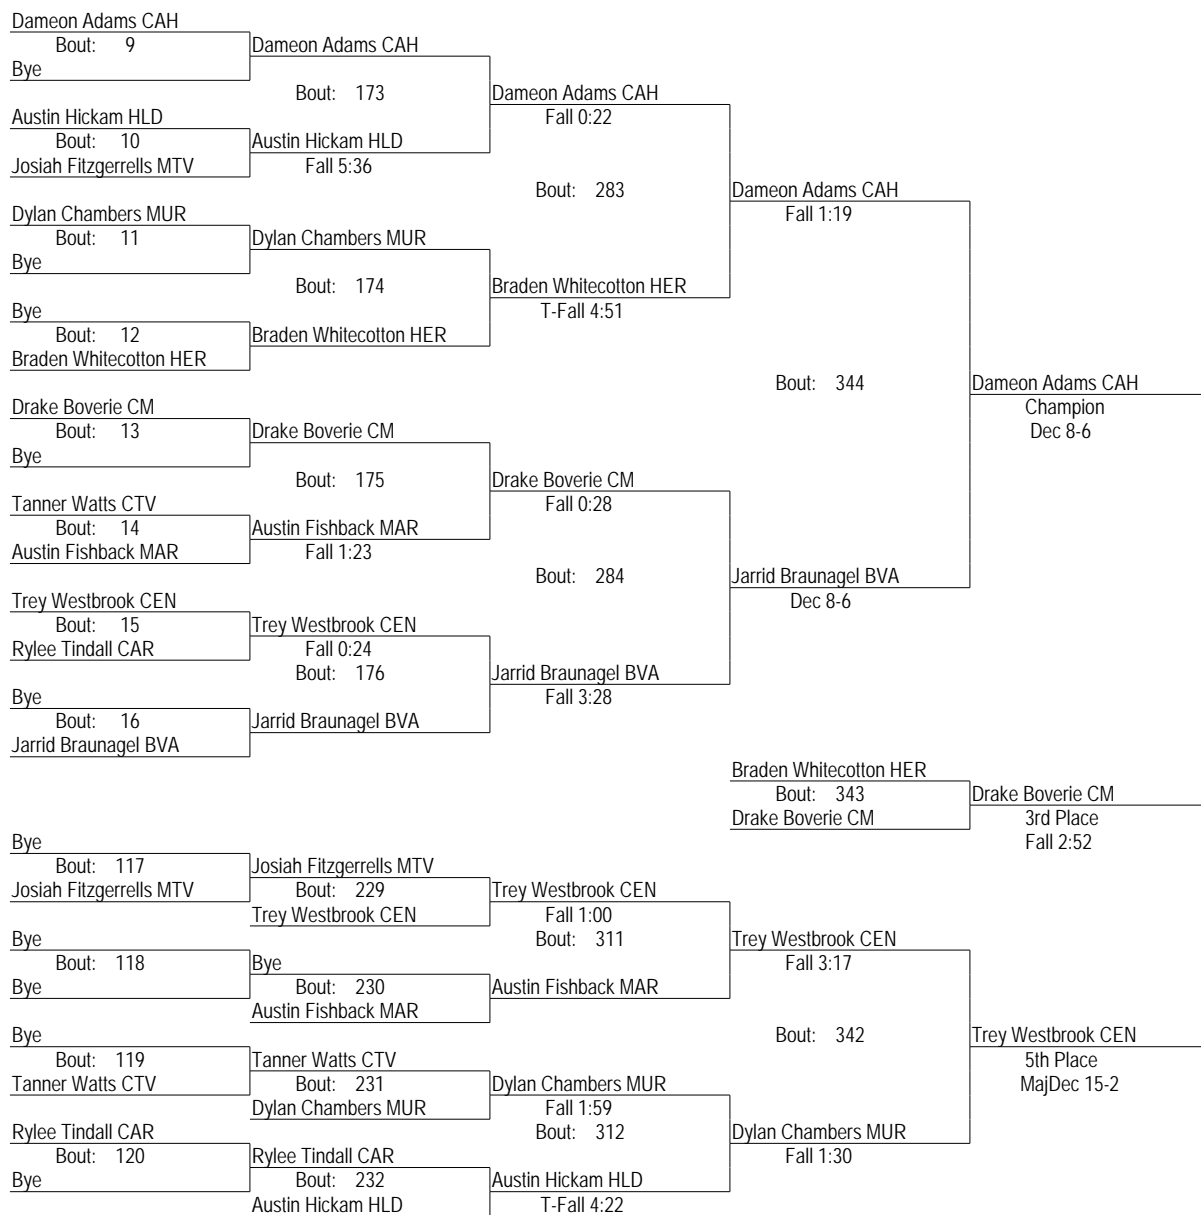 Dameon Adams CAH
Bout: 9
Bye
Dameon Adams CAH
Bout: 173
Austin Hickam HLD
Bout: 10
Josiah Fitzgerrells MTV
Austin Hickam HLD
Fall 5:36
Dameon Adams CAH
Fall 0:22
Bout: 283
Dylan Chambers MUR
Bout: 11
Bye
Dylan Chambers MUR
Bout: 174
Bye
Bout: 12
Braden Whitecotton HER
Braden Whitecotton HER
Braden Whitecotton HER
T-Fall 4:51
Dameon Adams CAH
Fall 1:19
Bout: 344
Dameon Adams CAH
Champion
Dec 8-6
Drake Boverie CM
Bout: 13
Bye
Drake Boverie CM
Bout: 175
Tanner Watts CTV
Bout: 14
Austin Fishback MAR
Austin Fishback MAR
Fall 1:23
Drake Boverie CM
Fall 0:28
Bout: 284
Trey Westbrook CEN
Bout: 15
Rylee Tindall CAR
Trey Westbrook CEN
Fall 0:24
Bout: 176
Bye
Bout: 16
Jarrid Braunagel BVA
Jarrid Braunagel BVA
Jarrid Braunagel BVA
Fall 3:28
Jarrid Braunagel BVA
Dec 8-6
Braden Whitecotton HER
Bout: 343
Drake Boverie CM
Drake Boverie CM
3rd Place
Fall 2:52
Bye
Bout: 117
Josiah Fitzgerrells MTV
Josiah Fitzgerrells MTV
Bout: 229
Trey Westbrook CEN
Trey Westbrook CEN
Fall 1:00
Bout: 311
Bye
Bout: 118
Bye
Bye
Bout: 230
Austin Fishback MAR
Austin Fishback MAR
Trey Westbrook CEN
Fall 3:17
Bout: 342
Trey Westbrook CEN
5th Place
MajDec 15-2
Bye
Bout: 119
Tanner Watts CTV
Tanner Watts CTV
Bout: 231
Dylan Chambers MUR
Dylan Chambers MUR
Fall 1:59
Bout: 312
Rylee Tindall CAR
Bout: 120
Bye
Rylee Tindall CAR
Bout: 232
Austin Hickam HLD
Austin Hickam HLD
T-Fall 4:22
Dylan Chambers MUR
Fall 1:30